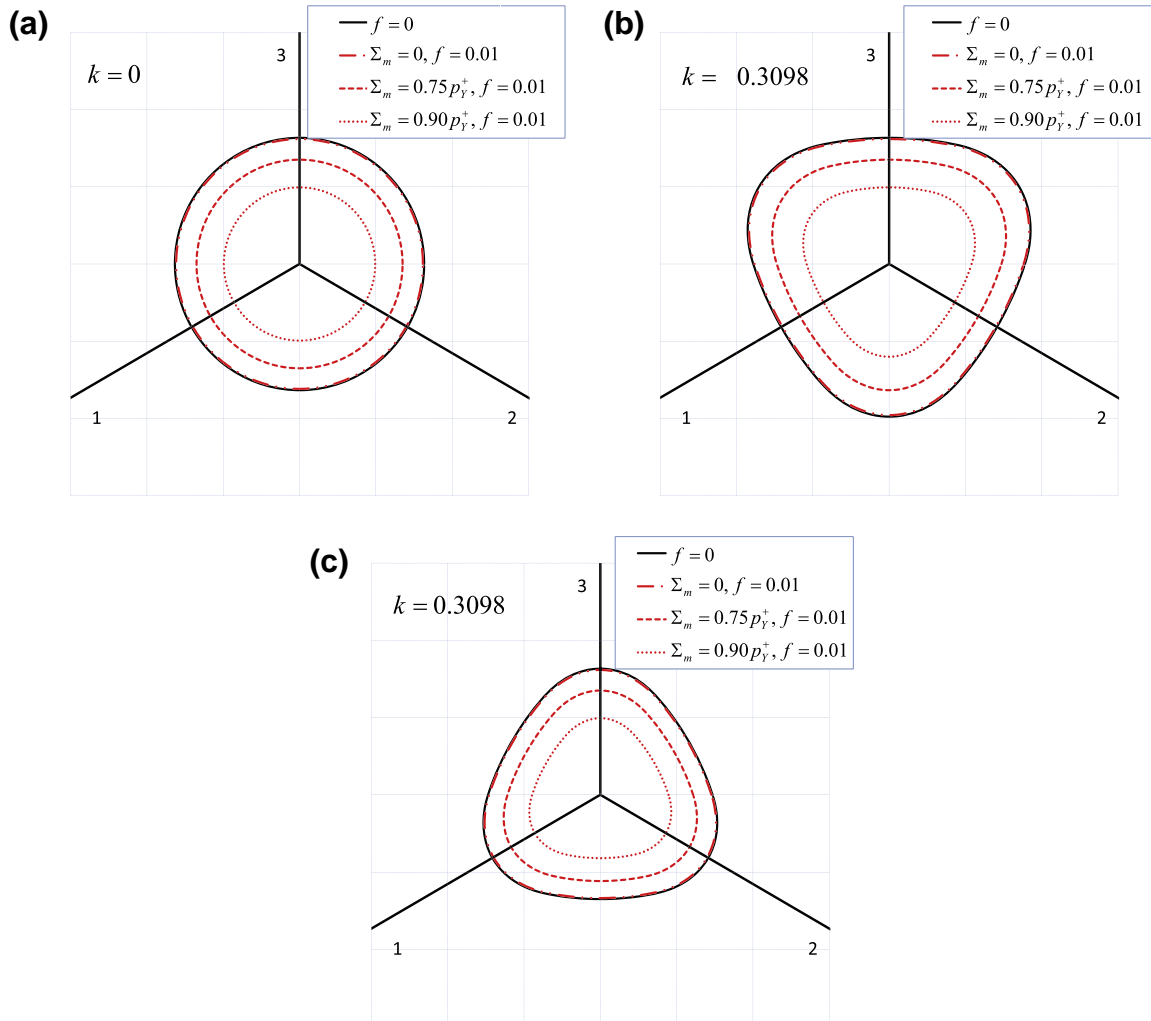 (a)
k = 0
3
f = 0
Σm = 0, f = 0.01
Σm = 0.75 pY+, f = 0.01
Σm = 0.90 pY+, f = 0.01
1
2
(b)
k = 0.3098
3
f = 0
Σm = 0, f = 0.01
Σm = 0.75 pY+, f = 0.01
Σm = 0.90 pY+, f = 0.01
1
2
(c)
k = 0.3098
3
f = 0
Σm = 0, f = 0.01
Σm = 0.75 pY+, f = 0.01
Σm = 0.90 pY+, f = 0.01
1
2